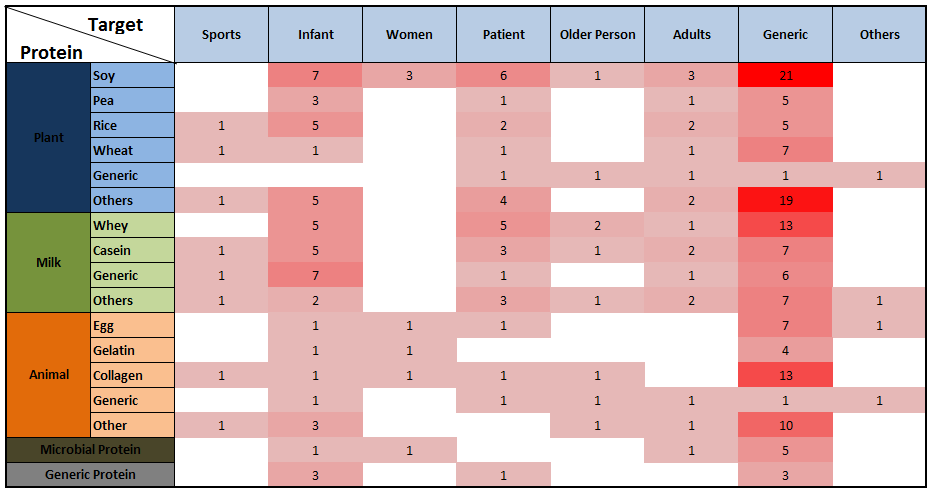 Target
Protein
Sports Infant Women Patient Older Person Adults Generic Others
Plant
Soy 7 3 6 1 3 21
Pea 3 1 1 5
Rice 1 5 2 2 5
Wheat 1 1 1 1 7
Generic 1 1 1 1 1
Others 1 5 4 2 19
Milk
Whey 5 5 2 1 13
Casein 1 5 3 1 2 7
Generic 1 7 1 1 6
Others 1 2 3 1 2 7 1
Animal
Egg 1 1 1 7 1
Gelatin 1 1 4
Collagen 1 1 1 1 1 13
Generic 1 1 1 1 1 1
Other 1 3 1 1 10
Microbial Protein 1 1 1 5
Generic Protein 3 1 3